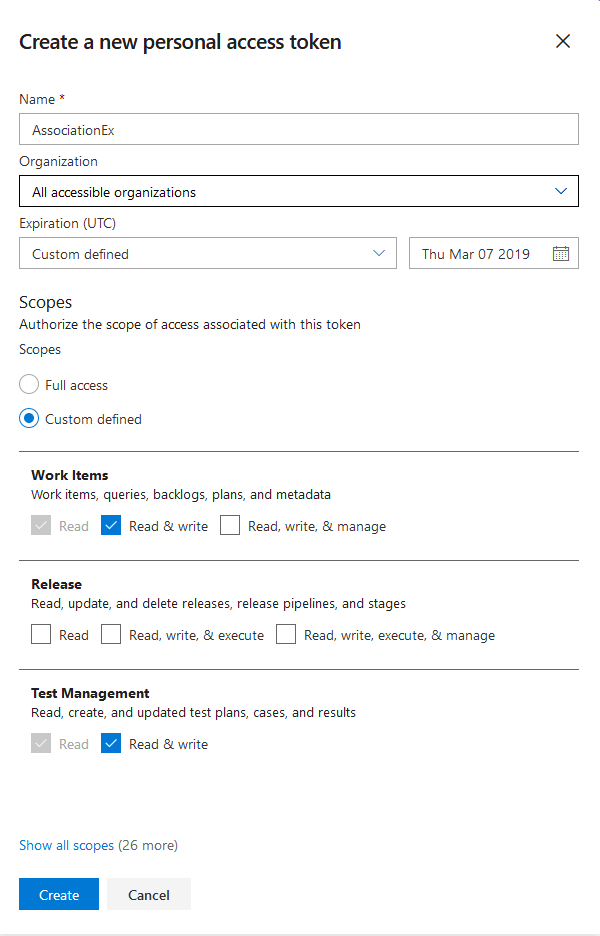 Create a new personal access token
Name *
AssociationEx
Organization
All accessible organizations
Expiration (UTC)
Custom defined Thu Mar 07 2019
Scopes
Authorize the scope of access associated with this token
Scopes
Full access
Custom defined
Work Items
Work items, queries, backlogs, plans, and metadata
Read Read & write Read, write, & manage
Release
Read, update, and delete releases, release pipelines, and stages
Read Read, write, & execute Read, write, execute, & manage
Test Management
Read, create, and updated test plans, cases, and results
Read Read & write
Show all scopes (26 more)
Create Cancel